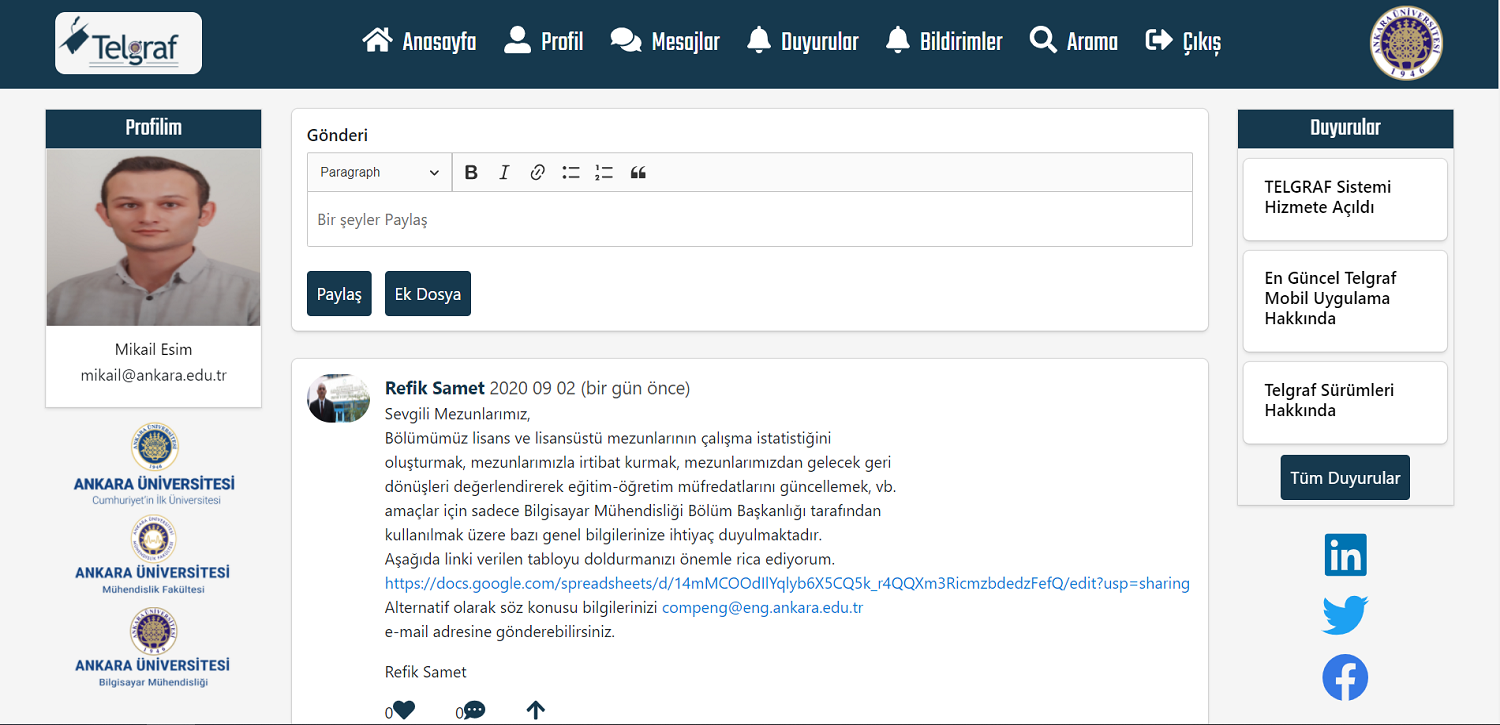 Telgraf
Anasayfa
Profil
Mesajlar
Duyurular
Bildirimler
Arama
Çıkış
ANKARA ÜNİVERSİTESİ
1946
Profilim
Mikail Esim
mikail@ankara.edu.tr
ANKARA ÜNİVERSİTESİ
Cumhuriyet'in İlk Üniversitesi
ANKARA ÜNİVERSİTESİ
Mühendislik Fakültesi
ANKARA ÜNİVERSİTESİ
Bilgisayar Mühendisliği
Gönderi
Paragraph
B I
Bir şeyler Paylaş
Paylaş
Ek Dosya
Refik Samet 2020 09 02 (bir gün önce)
Sevgili Mezunlarımız,
Bölümümüz lisans ve lisansüstü mezunlarının çalışma istatistiğini
oluşturmak, mezunlarımızla irtibat kurmak, mezunlarımızdan gelecek geri
dönüşleri değerlendirerek eğitim-öğretim müfredatlarını güncellemek, vb.
amaçlar için sadece Bilgisayar Mühendisliği Bölüm Başkanlığı tarafından
kullanılmak üzere bazı genel bilgilerinize ihtiyaç duyulmaktadır.
Aşağıda linki verilen tabloyu doldurmanızı önemle rica ediyorum.
https://docs.google.com/spreadsheets/d/14mMCOOdIlYqlyb6X5CQ5k_r4QQXm3RicmzbdedzFefQ/edit?usp=sharing
Alternatif olarak söz konusu bilgilerinizi compeng@eng.ankara.edu.tr
e-mail adresine gönderebilirsiniz.
Refik Samet
0
0
Duyurular
TELGRAF Sistemi
Hizmete Açıldı
En Güncel Telgraf
Mobil Uygulama
Hakkında
Telgraf Sürümleri
Hakkında
Tüm Duyurular
in